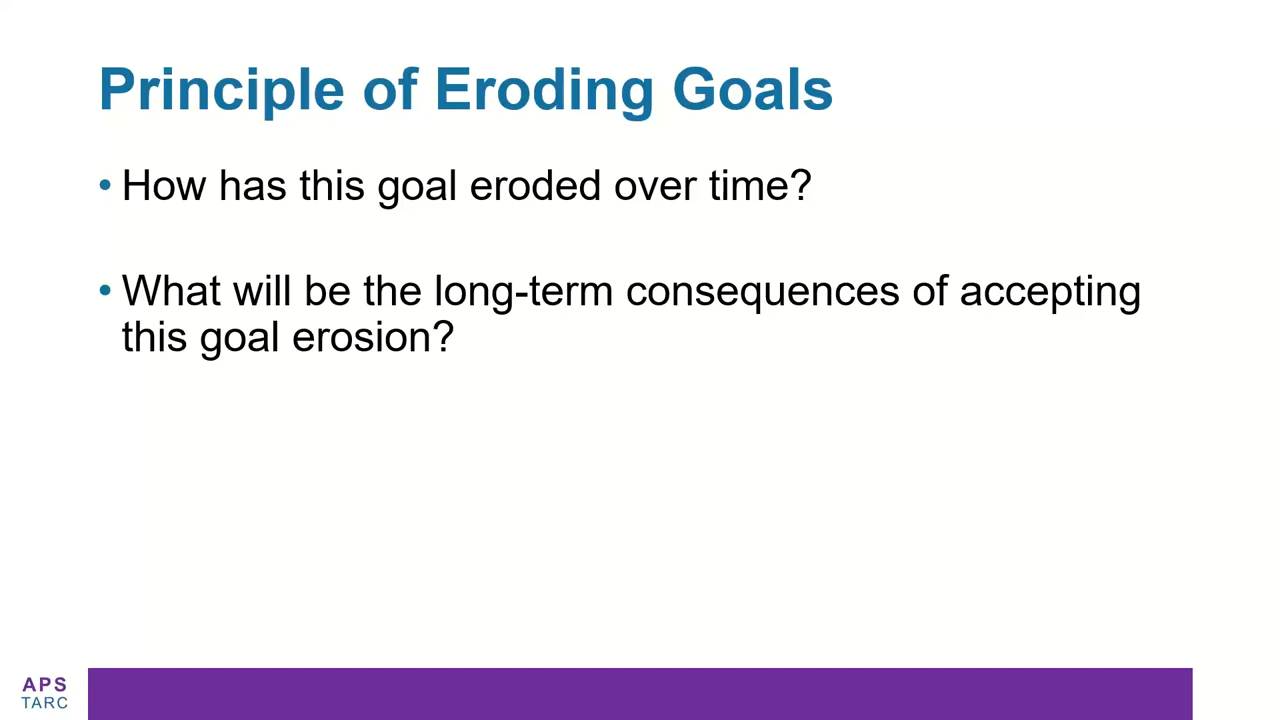 Principle of Eroding Goals
• How has this goal eroded over time?
• What will be the long-term consequences of accepting
this goal erosion?
APS
TARC